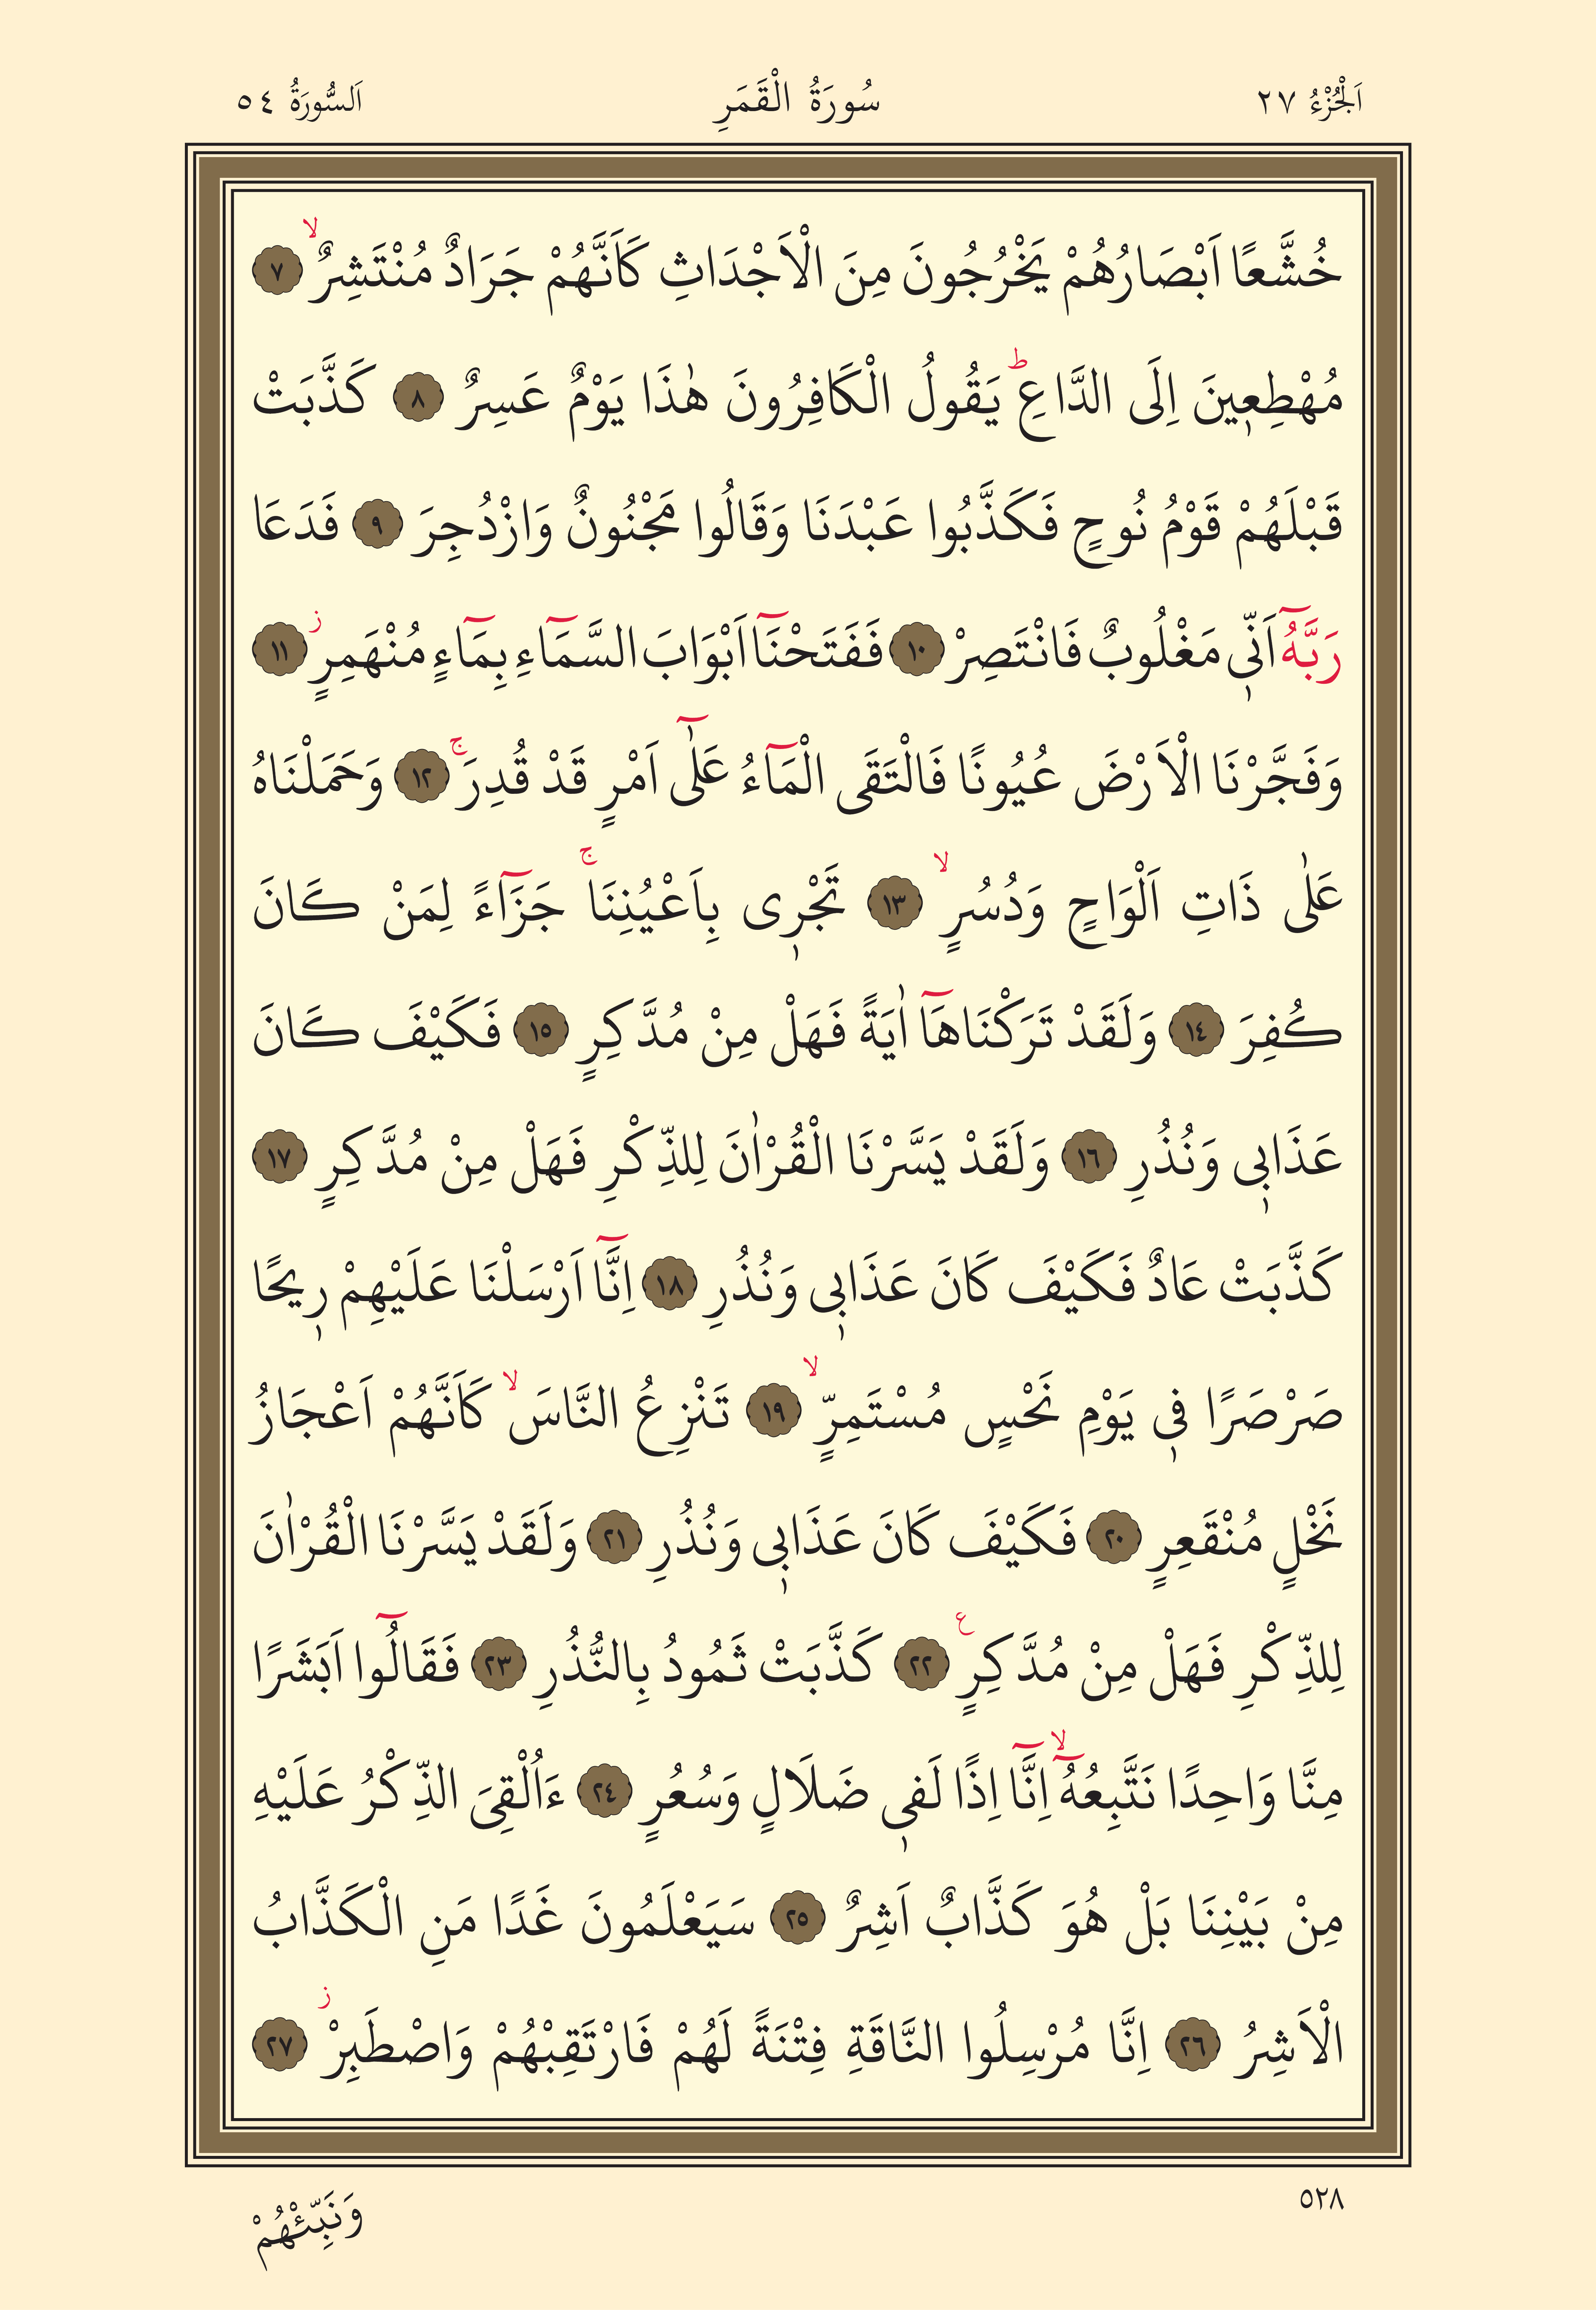 اَلْجُزْءُ ٢٧ سُورَةُ الْقَمَرِ اَلسُّورَةُ ٥٤
خُشَّعًا اَبْصَارُهُمْ يَخْرُجُونَ مِنَ الْاَجْدَاثِ كَاَنَّهُمْ جَرَادٌ مُنْتَشِرٌۙ ٧
مُهْطِع۪ينَ اِلَى الدَّاعِۜ يَقُولُ الْكَافِرُونَ هٰذَا يَوْمٌ عَسِرٌ ٨ كَذَّبَتْ
قَبْلَهُمْ قَوْمُ نُوحٍ فَكَذَّبُوا عَبْدَنَا وَقَالُوا مَجْنُونٌ وَازْدُجِرَ ٩ فَدَعَا
رَبَّهُٓ اَنّ۪ي مَغْلُوبٌ فَانْتَصِرْ ١٠ فَفَتَحْنَٓا اَبْوَابَ السَّمَٓاءِ بِمَٓاءٍ مُنْهَمِرٍۘ ١١
وَفَجَّرْنَا الْاَرْضَ عُيُونًا فَالْتَقَى الْمَٓاءُ عَلٰٓى اَمْرٍ قَدْ قُدِرَۚ ١٢ وَحَمَلْنَاهُ
عَلٰى ذَاتِ اَلْوَاحٍ وَدُسُرٍۙ ١٣ تَجْر۪ى بِاَعْيُنِنَاۚ جَزَٓاءً لِمَنْ كَانَ
كُفِرَ ١٤ وَلَقَدْ تَرَكْنَاهَٓا اٰيَةً فَهَلْ مِنْ مُدَّكِرٍ ١٥ فَكَيْفَ كَانَ
عَذَاب۪ى وَنُذُرِ ١٦ وَلَقَدْ يَسَّرْنَا الْقُرْاٰنَ لِلذِّكْرِ فَهَلْ مِنْ مُدَّكِرٍ ١٧
كَذَّبَتْ عَادٌ فَكَيْفَ كَانَ عَذَاب۪ى وَنُذُرِ ١٨ اِنَّٓا اَرْسَلْنَا عَلَيْهِمْ ر۪يحًا
صَرْصَرًا ف۪ى يَوْمِ نَحْسٍ مُسْتَمِرٍّۙ ١٩ تَنْزِعُ النَّاسَۙ كَاَنَّهُمْ اَعْجَازُ
نَخْلٍ مُنْقَعِرٍ ٢٠ فَكَيْفَ كَانَ عَذَاب۪ى وَنُذُرِ ٢١ وَلَقَدْ يَسَّرْنَا الْقُرْاٰنَ
لِلذِّكْرِ فَهَلْ مِنْ مُدَّكِرٍ۟ ٢٢ كَذَّبَتْ ثَمُودُ بِالنُّذُرِ ٢٣ فَقَالُٓوا اَبَشَرًا
مِنَّا وَاحِدًا نَتَّبِعُهُٓۙ اِنَّٓا اِذًا لَف۪ى ضَلَالٍ وَسُعُرٍ ٢٤ ءَاُلْقِىَ الذِّكْرُ عَلَيْهِ
مِنْ بَيْنِنَا بَلْ هُوَ كَذَّابٌ اَشِرٌ ٢٥ سَيَعْلَمُونَ غَدًا مَنِ الْكَذَّابُ
الْاَشِرُ ٢٦ اِنَّا مُرْسِلُوا النَّاقَةِ فِتْنَةً لَهُمْ فَارْتَقِبْهُمْ وَاصْطَبِرْۘ ٢٧
٥٢٨ وَنَبِّئْهُمْ